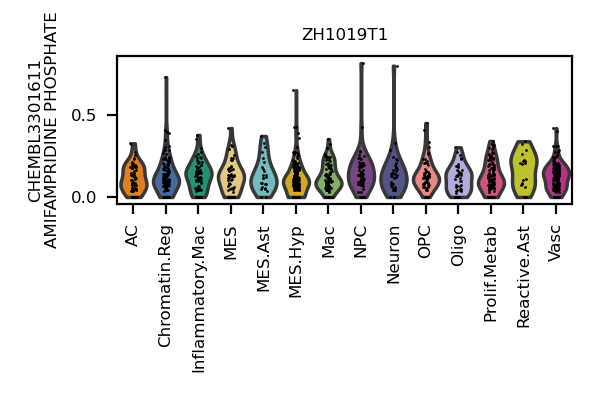 ZH1019T1
CHEMBL3301611
AMIFAMPRIDINE PHOSPHATE
0.5
0.0
AC
Chromatin.Reg
Inflammatory.Mac
MES
MES.Ast
MES.Hyp
Mac
NPC
Neuron
OPC
Oligo
Prolif.Metab
Reactive.Ast
Vasc